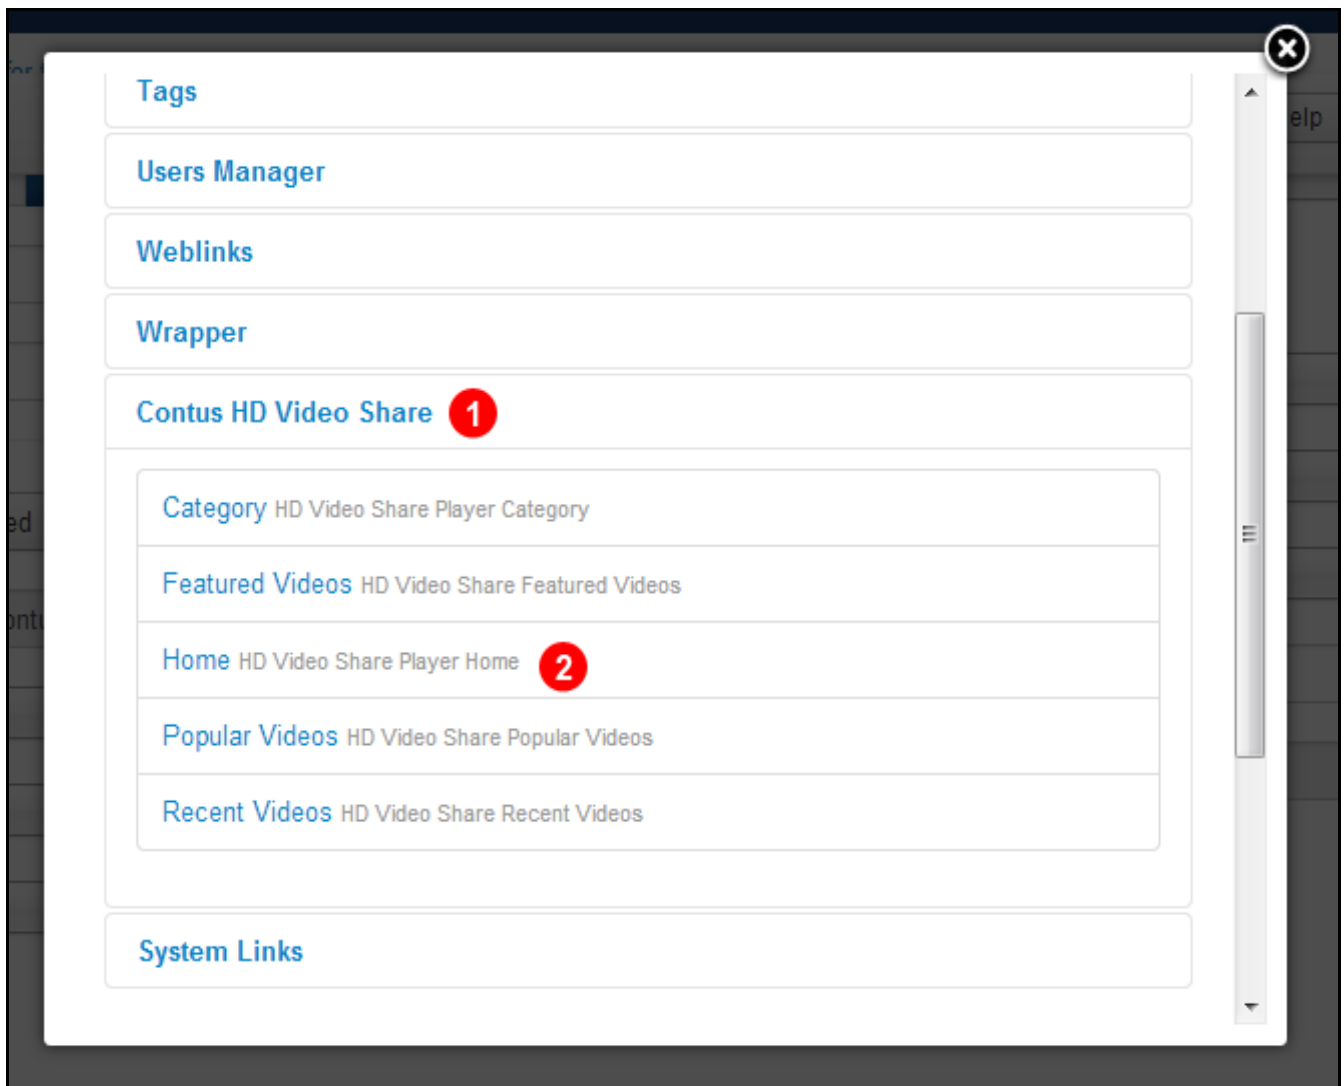 Tags
elp
Users Manager
Weblinks
Wrapper
Contus HD Video Share 1
Category HD Video Share Player Category
ed
Featured Videos HD Video Share Featured Videos
Home HD Video Share Player Home 2
Popular Videos HD Video Share Popular Videos
Recent Videos HD Video Share Recent Videos
System Links